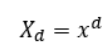 X_d = x^d